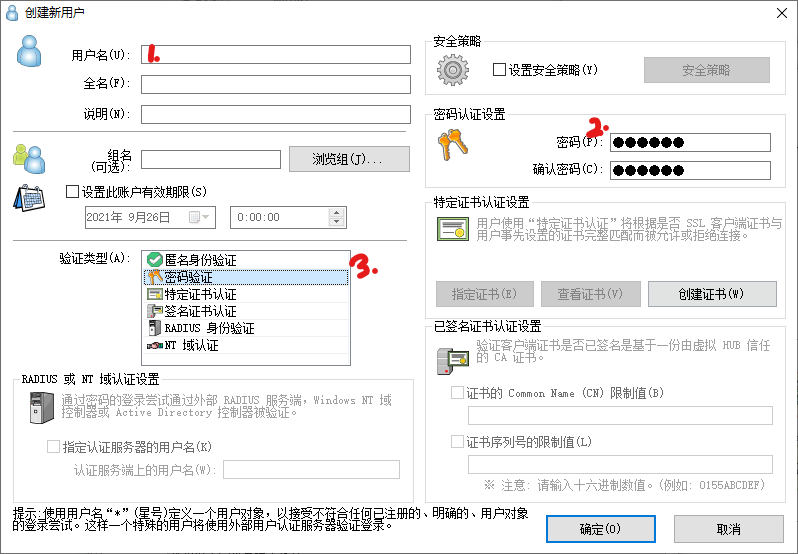 创建新用户
用户名(U):
1.
全名(F):
说明(N):
组名
(可选):
浏览组(J)...
设置此账户有效期限(S)
2021年 9月26日
0:00:00
验证类型(A):
匿名身份验证
密码验证
特定证书认证
签名证书认证
RADIUS 身份验证
NT 域认证
3.
RADIUS 或 NT 域认证设置
通过密码的登录尝试通过外部 RADIUS 服务端，Windows NT 域
控制器或 Active Directory 控制器被验证。
指定认证服务器的用户名(K)
认证服务端上的用户名(W):
安全策略
设置安全策略(Y)
安全策略
密码认证设置
2.
密码(P):
●●●●●●
确认密码(C):
●●●●●●
特定证书认证设置
用户使用“特定证书认证”将根据是否 SSL 客户端证书与
用户事先设置的证书完整匹配而被允许或拒绝连接。
指定证书(E)
查看证书(V)
创建证书(W)
已签名证书认证设置
验证客户端证书是否已签名是基于一份由虚拟 HUB 信任
的 CA 证书。
证书的 Common Name (CN) 限制值(B)
证书序列号的限制值(L)
※ 注意: 请输入十六进制数值。(例如: 0155ABCDEF)
提示:使用用户名“*”(星号)定义一个用户对象，以接受不符合任何已注册的、明确的、用户对象
的登录尝试。这样一个特殊的用户将使用外部用户认证服务器验证登录。
确定(O)
取消